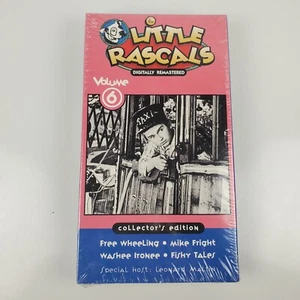 LITTLE
RASCALS
DIGITALLY REMASTERED
Volume
6
TAXI
collector's edition
Free Wheeling • Mike Fright
Washee Ironee • Fishy Tales
Special Host: Leonard Maltin